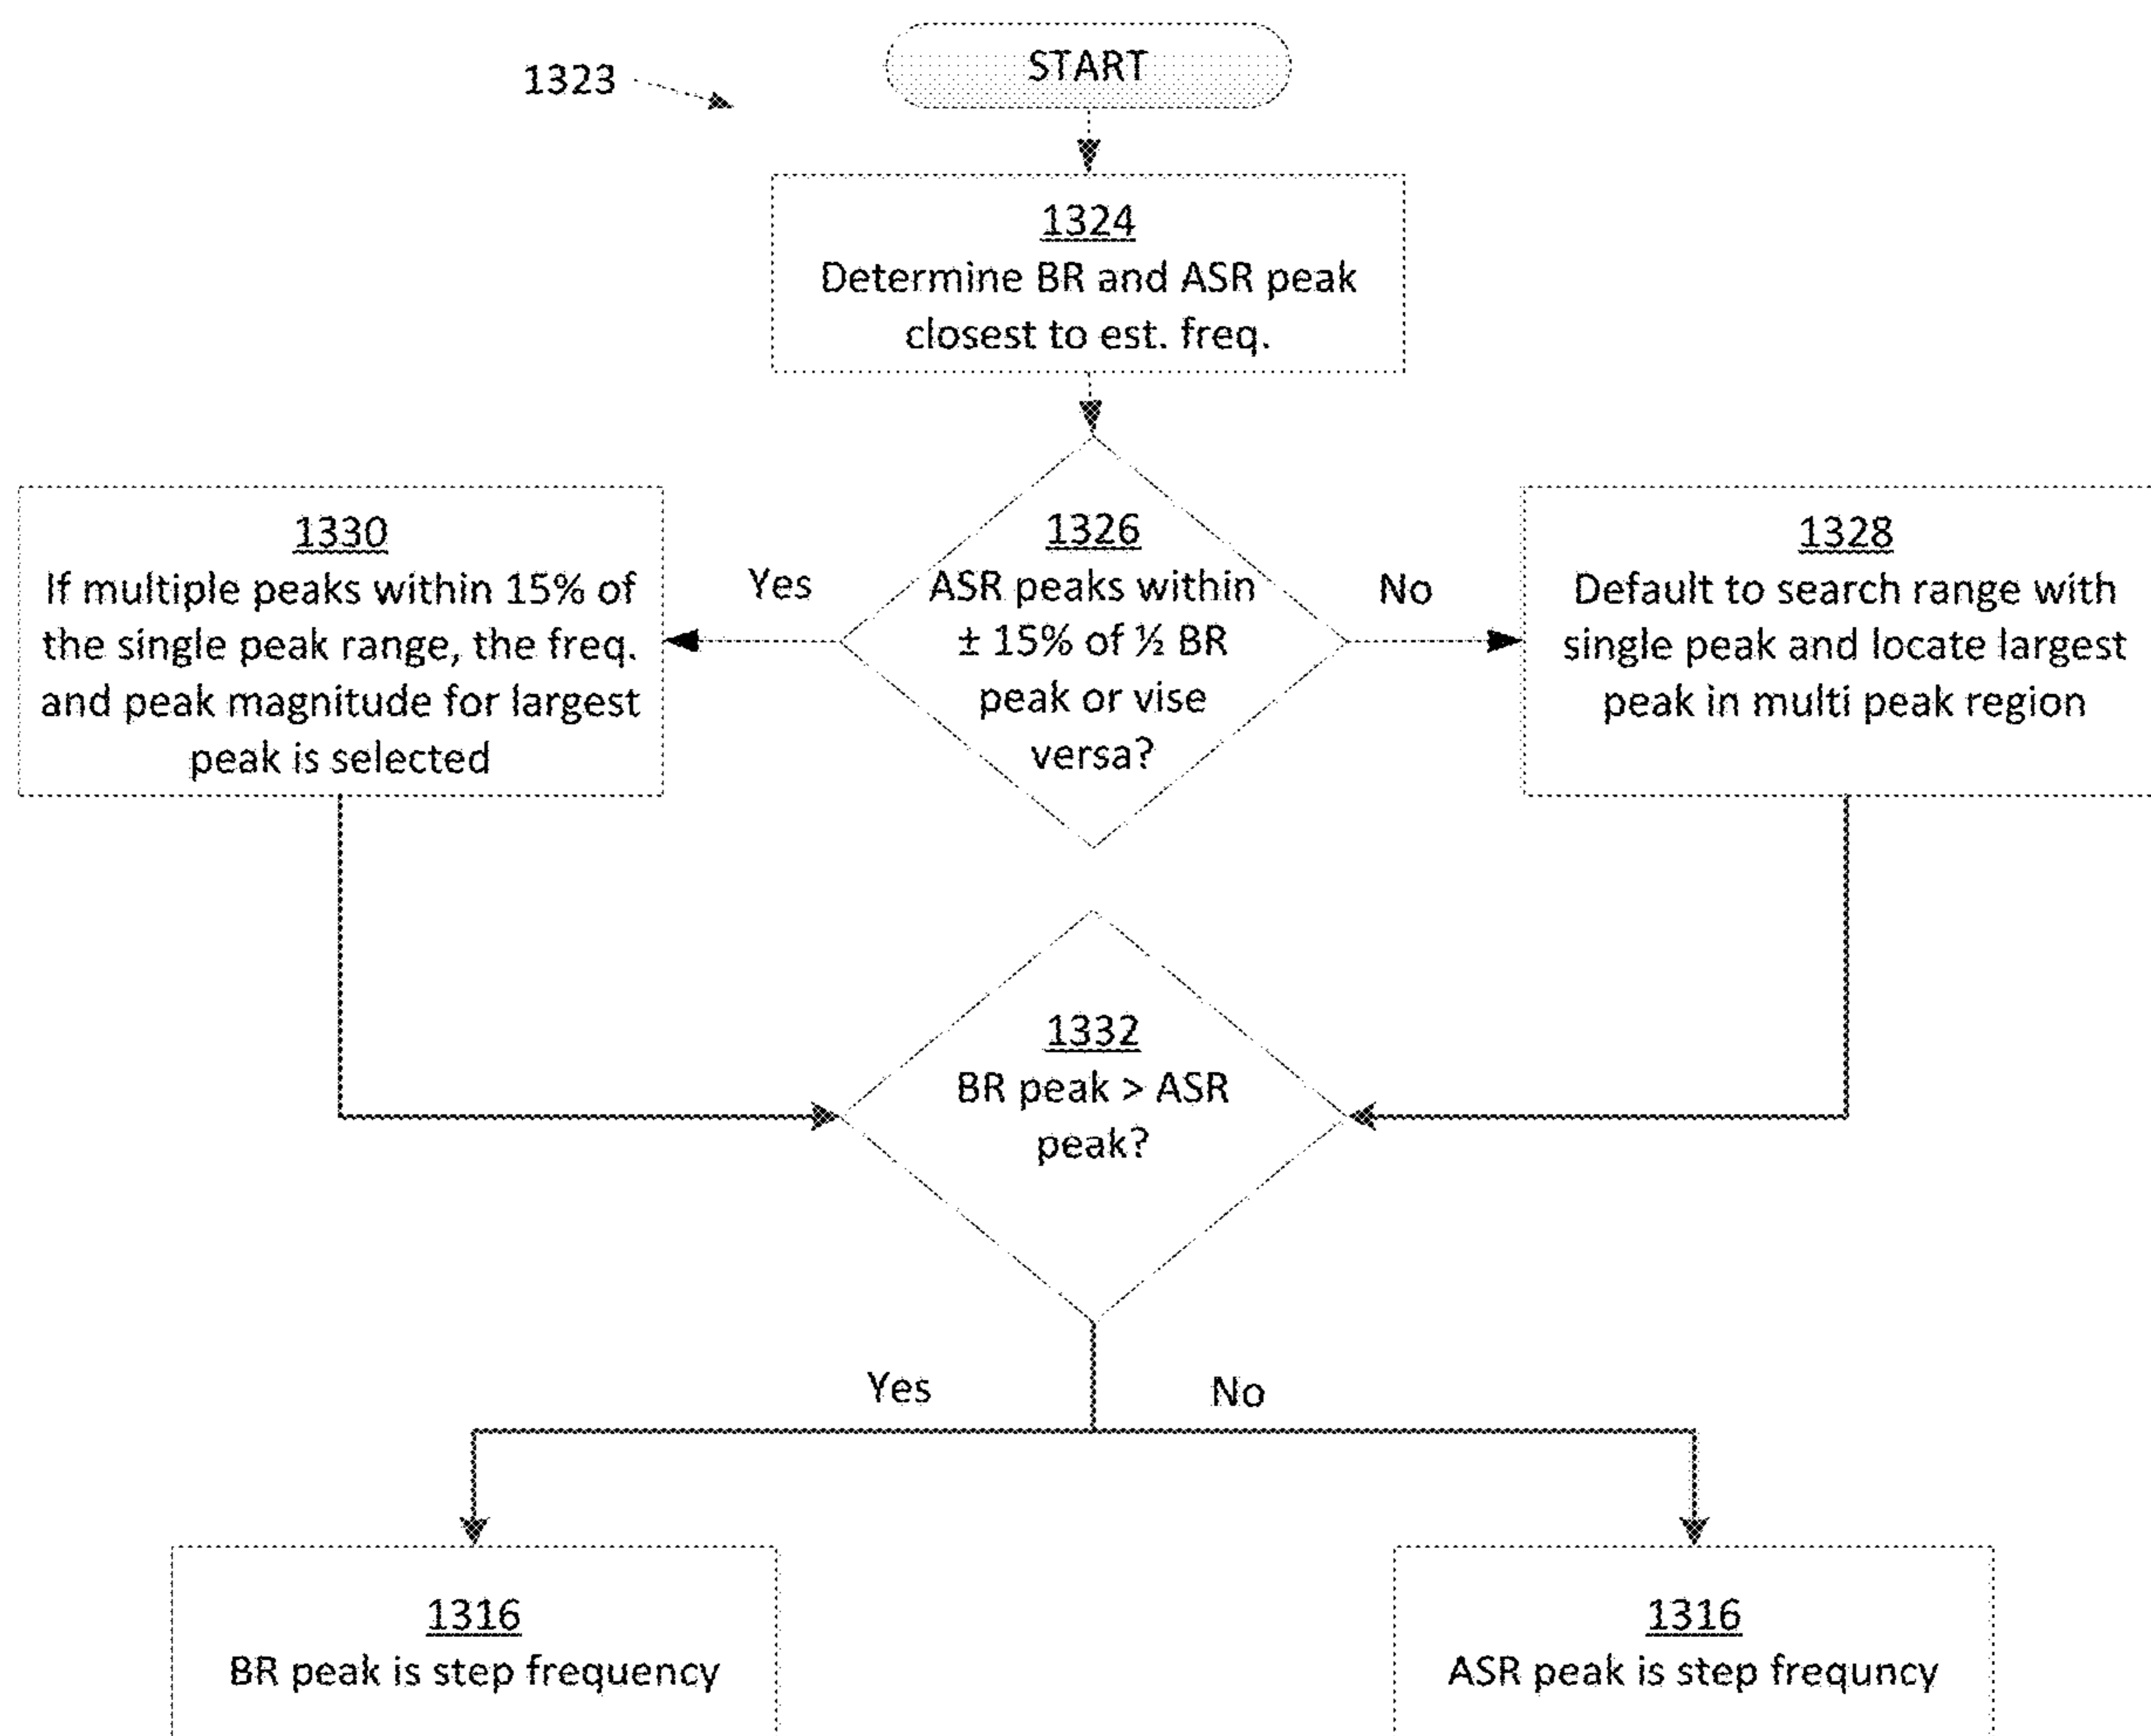 START
1323
1324
Determine BR and ASR peak
closest to est. freq.
1330
If multiple peaks within 15% of
the single peak range, the freq.
and peak magnitude for largest
peak is selected
Yes
1326
ASR peaks within
± 15% of ½ BR
peak or vise
versa?
No
1328
Default to search range with
single peak and locate largest
peak in multi peak region
1332
BR peak > ASR
peak?
Yes
No
1316
BR peak is step frequency
1316
ASR peak is step frequncy